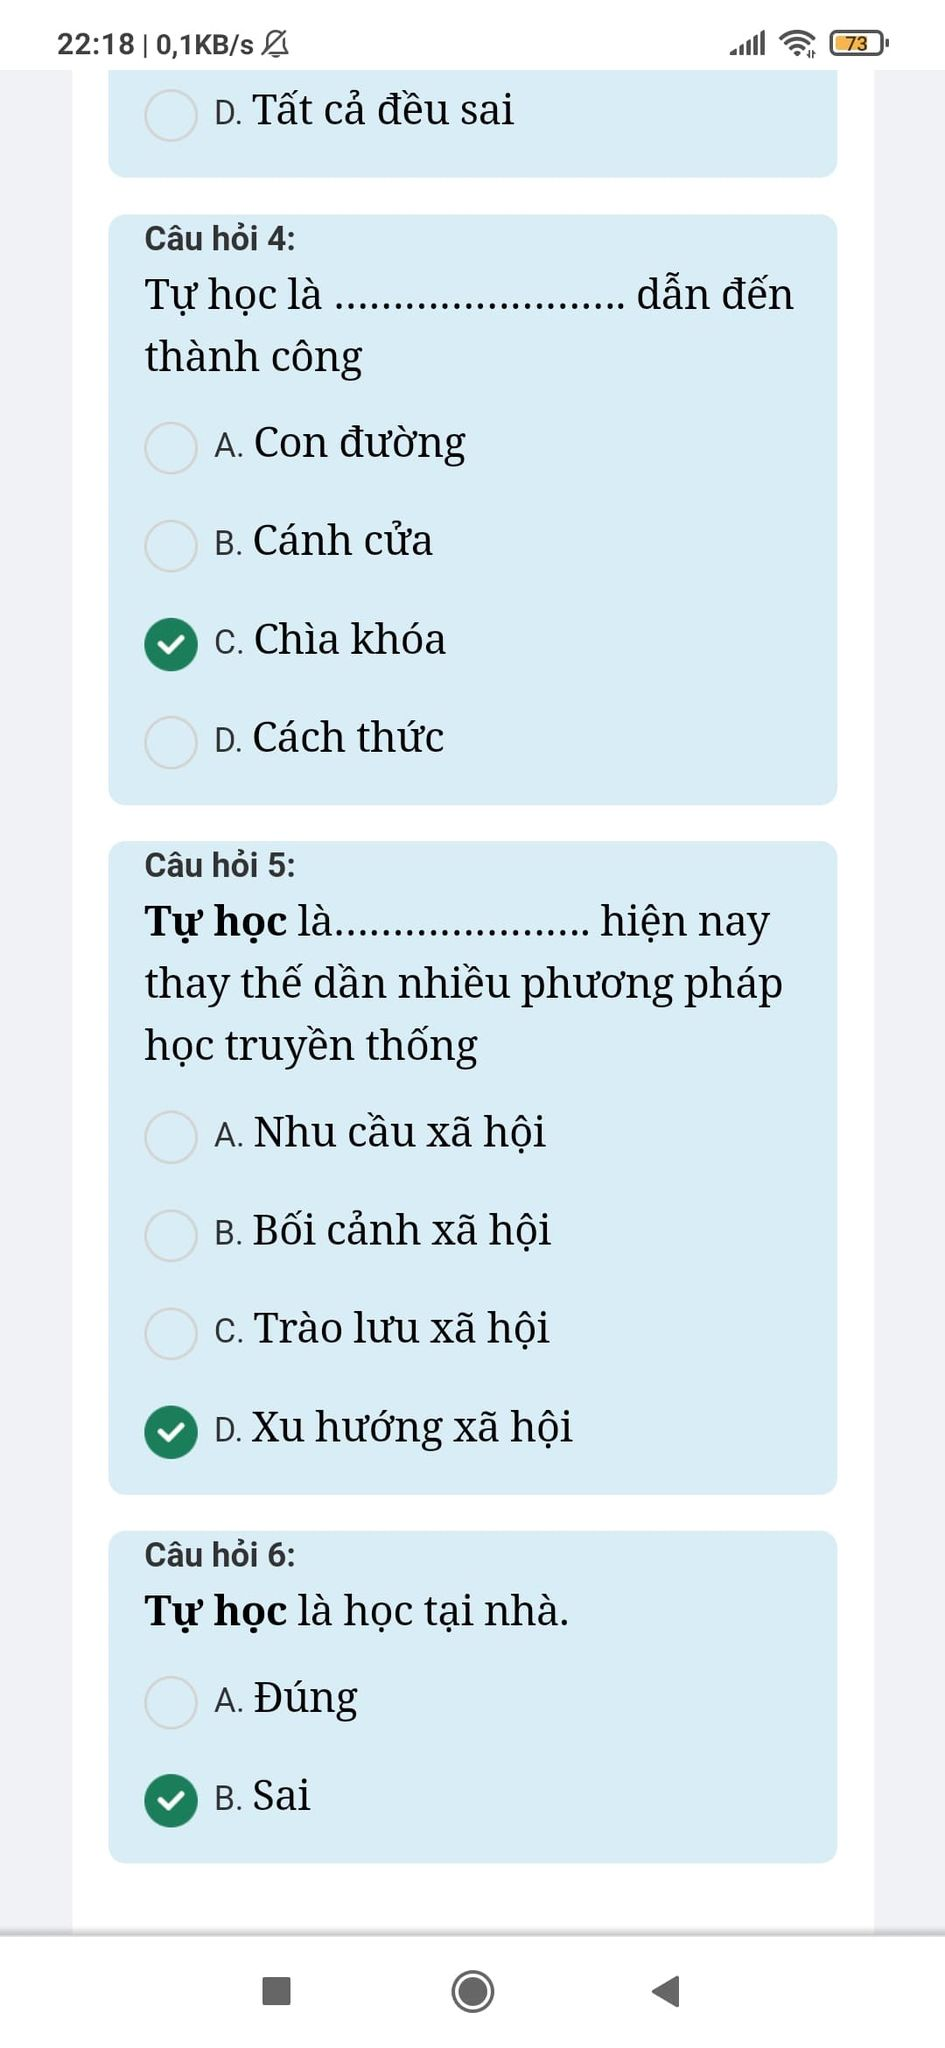 22:18 | 0,1KB/s
73
D. Tất cả đều sai
Câu hỏi 4:
Tự học là ......................... dẫn đến
thành công
A. Con đường
B. Cánh cửa
C. Chìa khóa
D. Cách thức
Câu hỏi 5:
Tự học là...................... hiện nay
thay thế dần nhiều phương pháp
học truyền thống
A. Nhu cầu xã hội
B. Bối cảnh xã hội
C. Trào lưu xã hội
D. Xu hướng xã hội
Câu hỏi 6:
Tự học là học tại nhà.
A. Đúng
B. Sai